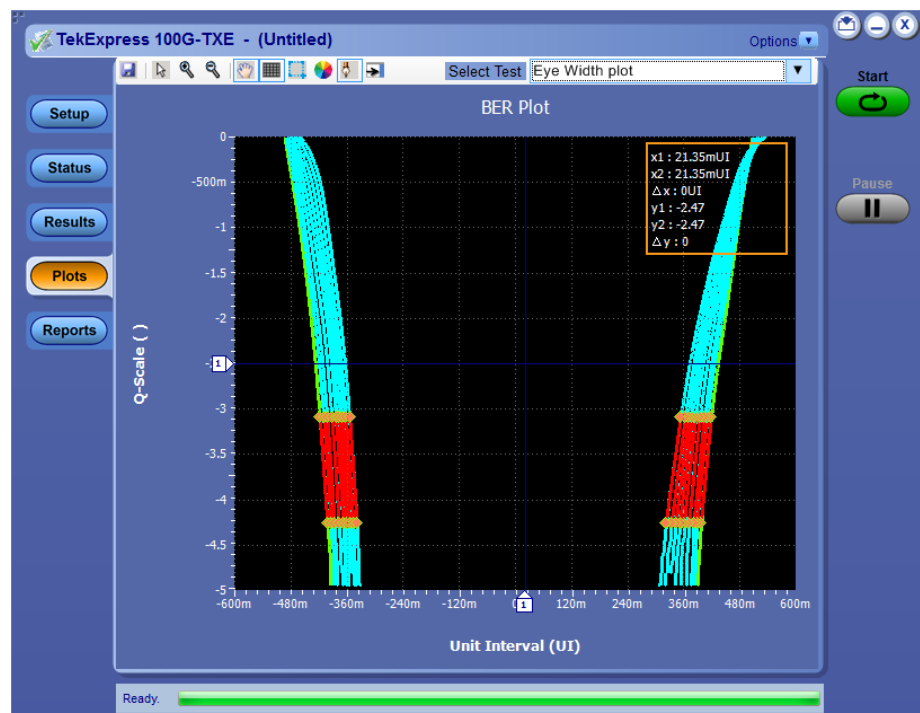 TekExpress 100G-TXE - (Untitled)
Options
Select Test Eye Width plot
Start
Pause
Setup
Status
Results
Plots
Reports
BER Plot
x1 : 21.35mUI
x2 : 21.35mUI
Δx : 0UI
y1 : -2.47
y2 : -2.47
Δy : 0
Q-Scale ( )
0
-500m
-1
-1.5
-2
1
-3
-3.5
-4
-4.5
-5
-600m -480m -360m -240m -120m 1 120m 240m 360m 480m 600m
Unit Interval (UI)
Ready.